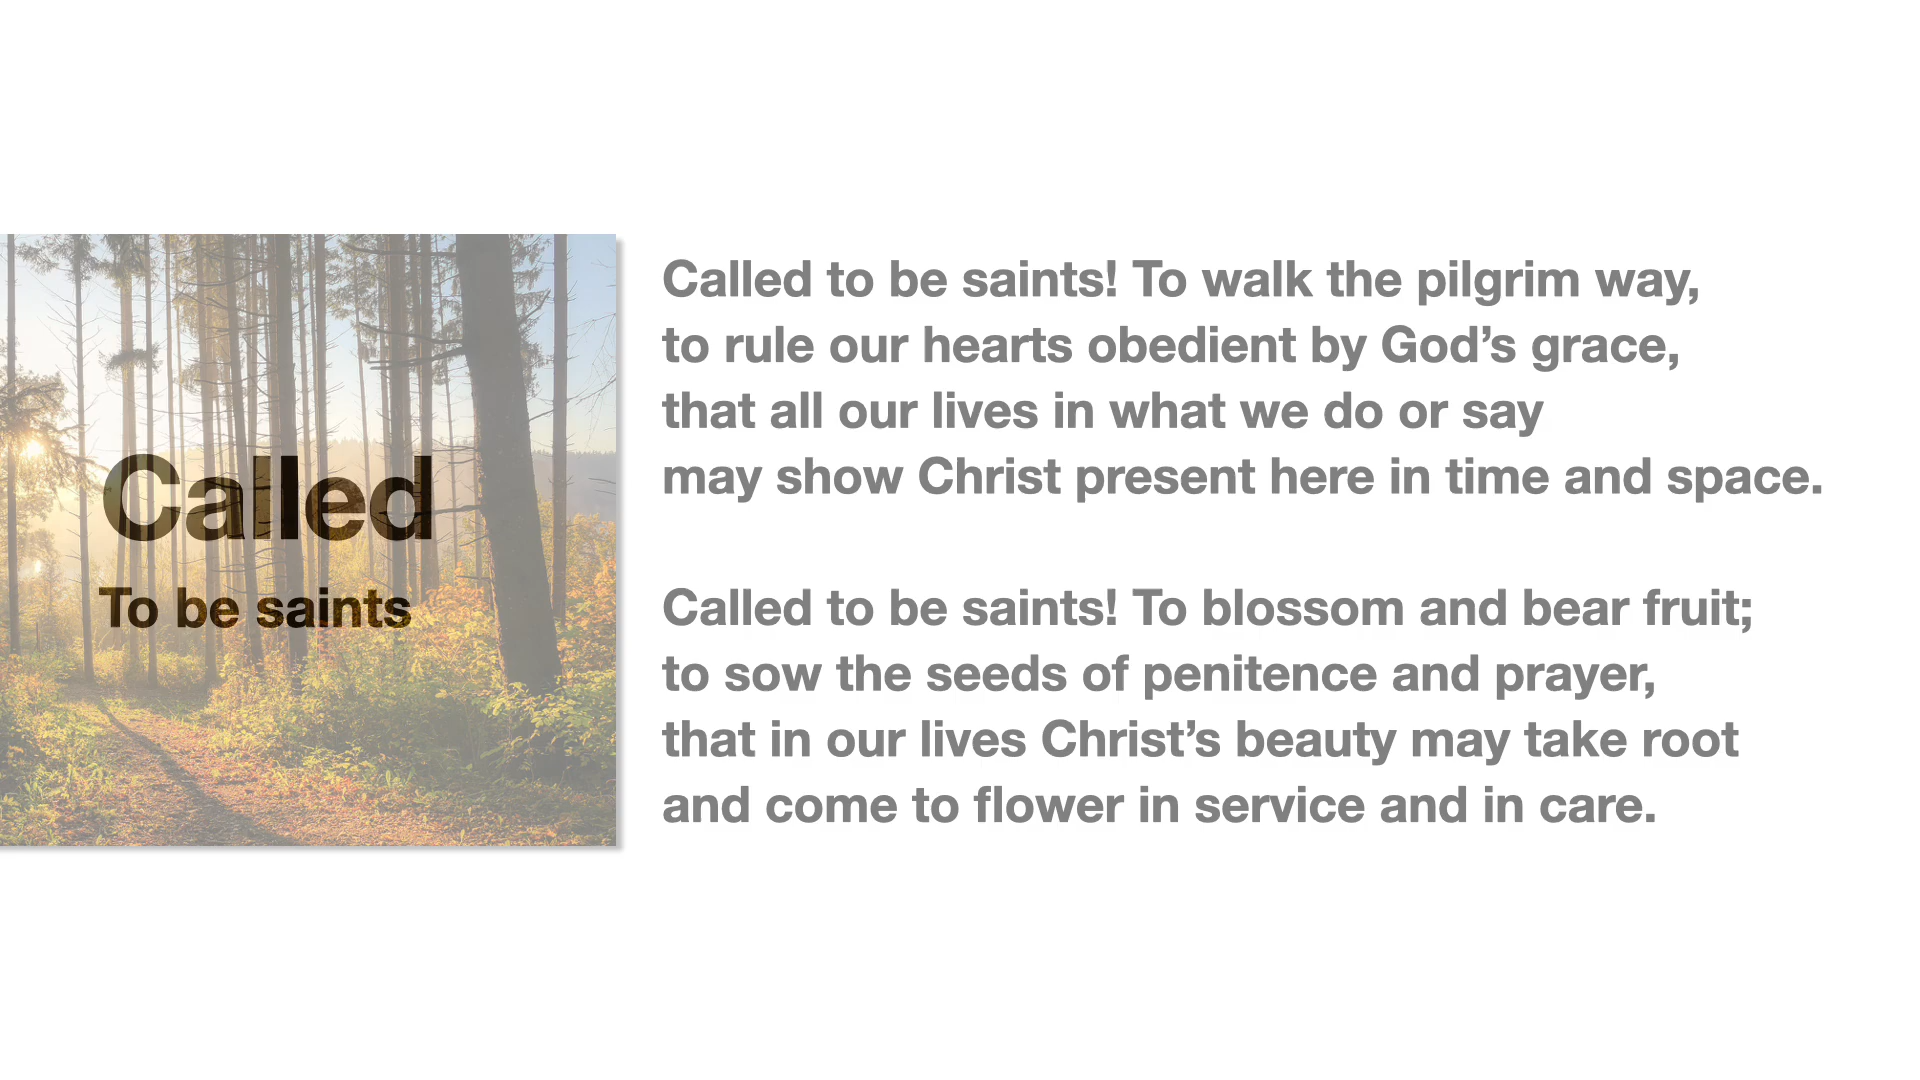 Called
To be saints
Called to be saints! To walk the pilgrim way,
to rule our hearts obedient by God’s grace,
that all our lives in what we do or say
may show Christ present here in time and space.
Called to be saints! To blossom and bear fruit;
to sow the seeds of penitence and prayer,
that in our lives Christ’s beauty may take root
and come to flower in service and in care.